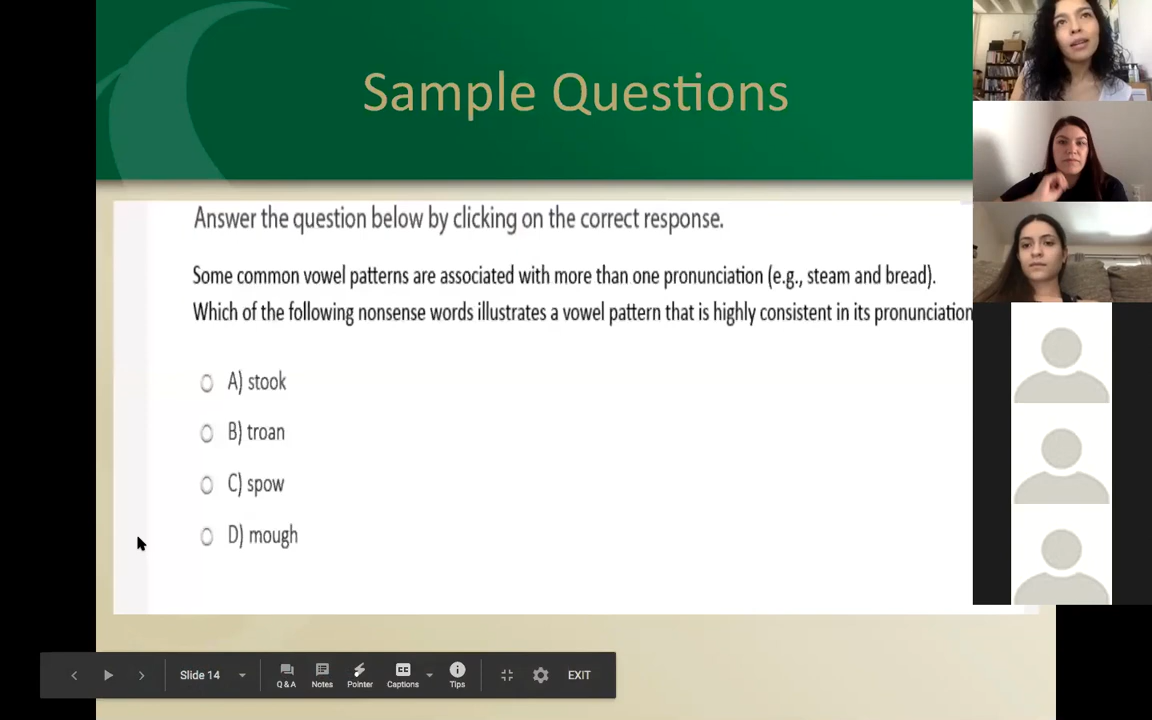 Sample Questions
Answer the question below by clicking on the correct response.
Some common vowel patterns are associated with more than one pronunciation (e.g., steam and bread).
Which of the following nonsense words illustrates a vowel pattern that is highly consistent in its pronunciation
A) stook
B) troan
C) spow
D) mough
Slide 14
Q & A
Notes
Pointer
CC
Captions
Tips
EXIT